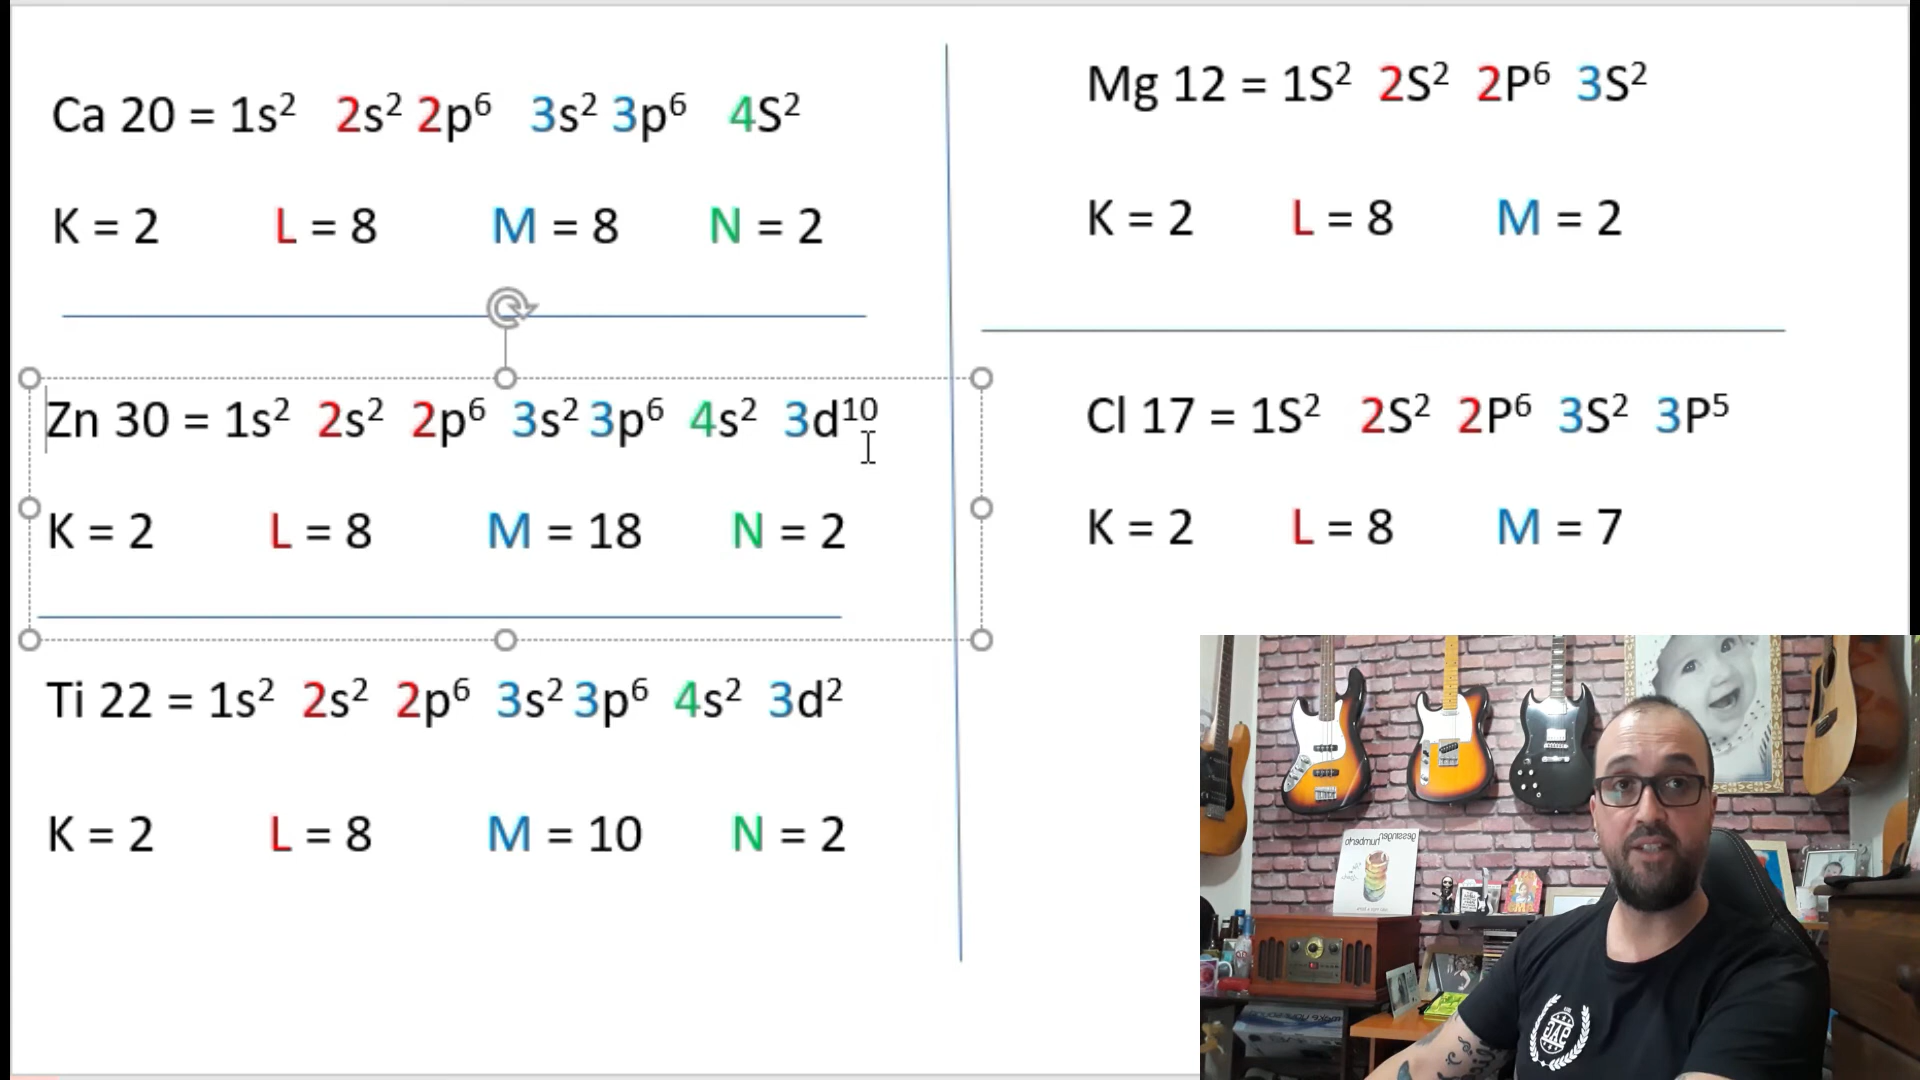 Ca 20 = 1s² 2s² 2p⁶ 3s² 3p⁶ 4S²
K = 2 L = 8 M = 8 N = 2
Zn 30 = 1s² 2s² 2p⁶ 3s² 3p⁶ 4s² 3d¹⁰
K = 2 L = 8 M = 18 N = 2
Ti 22 = 1s² 2s² 2p⁶ 3s² 3p⁶ 4s² 3d²
K = 2 L = 8 M = 10 N = 2
Mg 12 = 1S² 2S² 2P⁶ 3S²
K = 2 L = 8 M = 2
Cl 17 = 1S² 2S² 2P⁶ 3S² 3P⁵
K = 2 L = 8 M = 7
gessinger
humberto